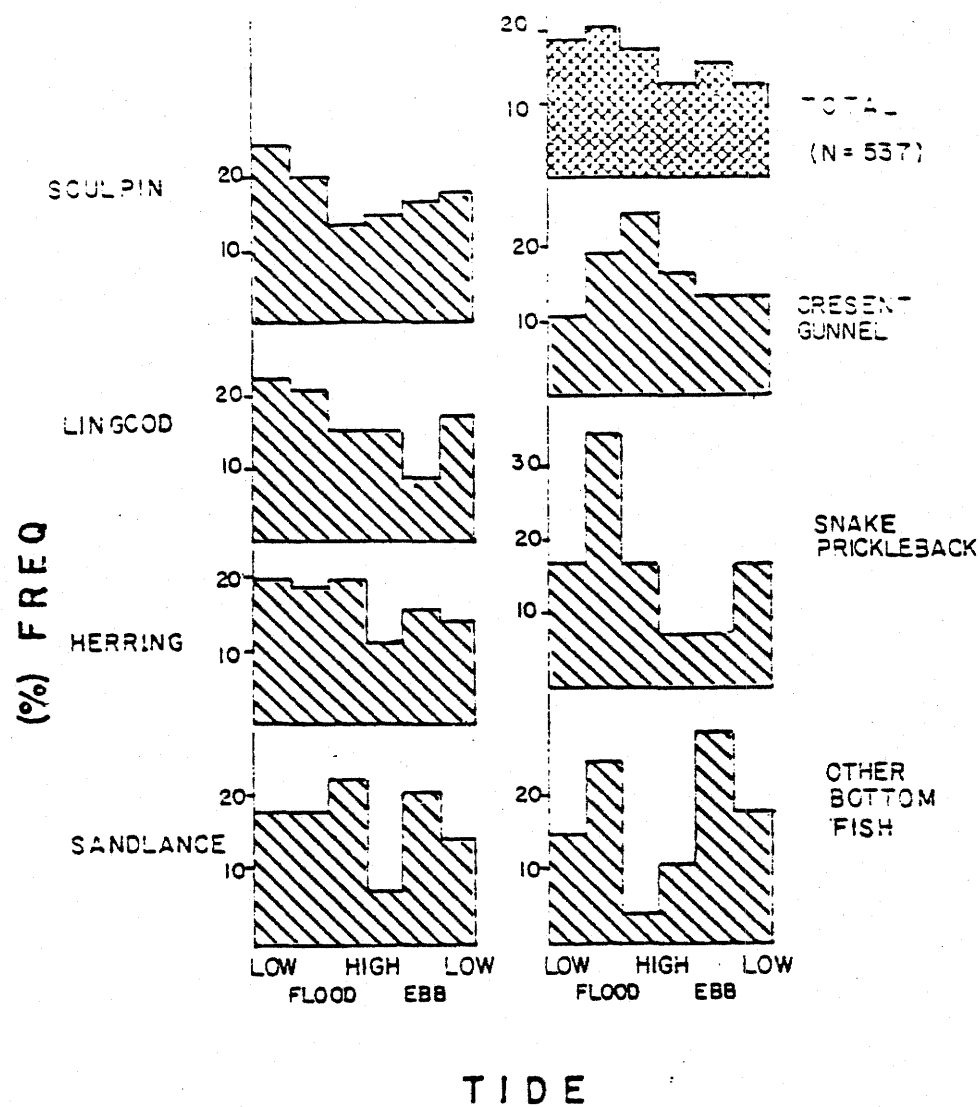 20
10
TOTAL
(N=537)
SCULPIN
20
10
20
10
CRESENT
GUNNEL
LINGCOD
20
10
30
20
10
SNAKE
PRICKLEBACK
(%) FREQ
HERRING
20
10
SANDLANCE
20
10
20
10
OTHER
BOTTOM
FISH
LOW HIGH LOW
FLOOD EBB
LOW HIGH LOW
FLOOD EBB
TIDE